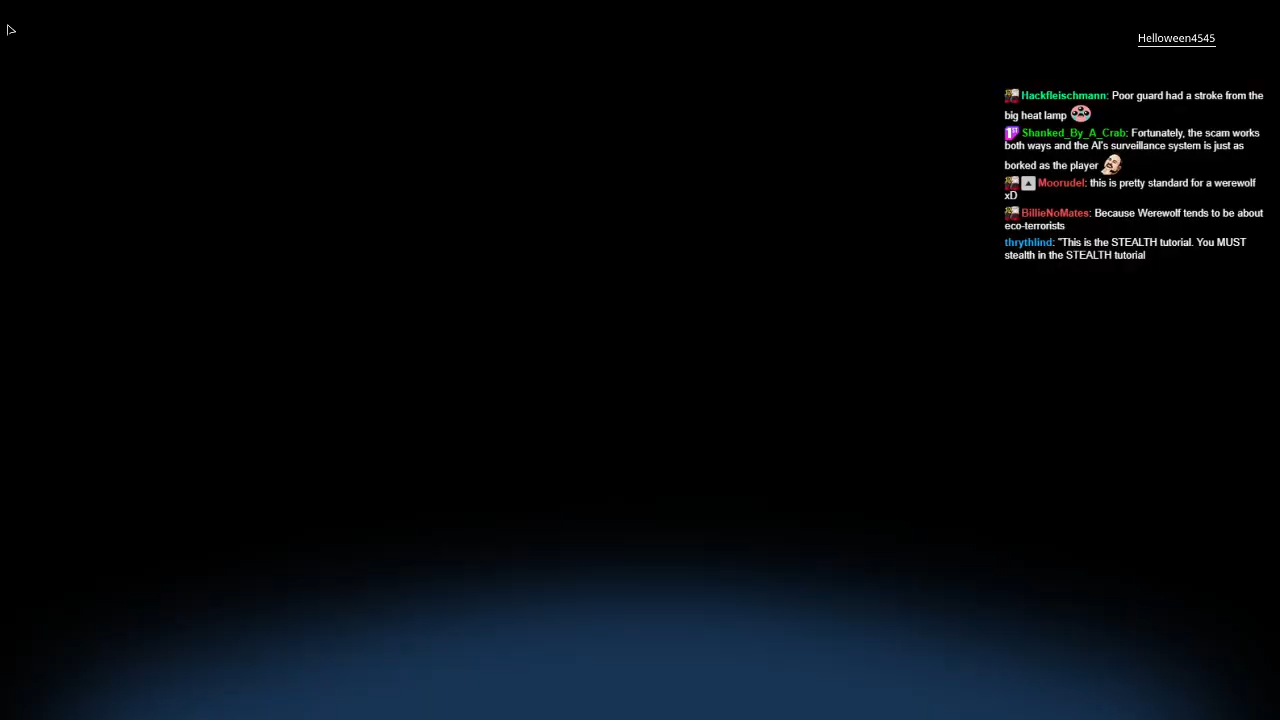 Helloween4545
Hackfleischmann: Poor guard had a stroke from the
big heat lamp
Shanked_By_A_Crab: Fortunately, the scam works
both ways and the AI's surveillance system is just as
borked as the player
Moorudel: this is pretty standard for a werewolf
xD
BillieNoMates: Because Werewolf tends to be about
eco-terrorists
thrythlind: "This is the STEALTH tutorial. You MUST
stealth in the STEALTH tutorial